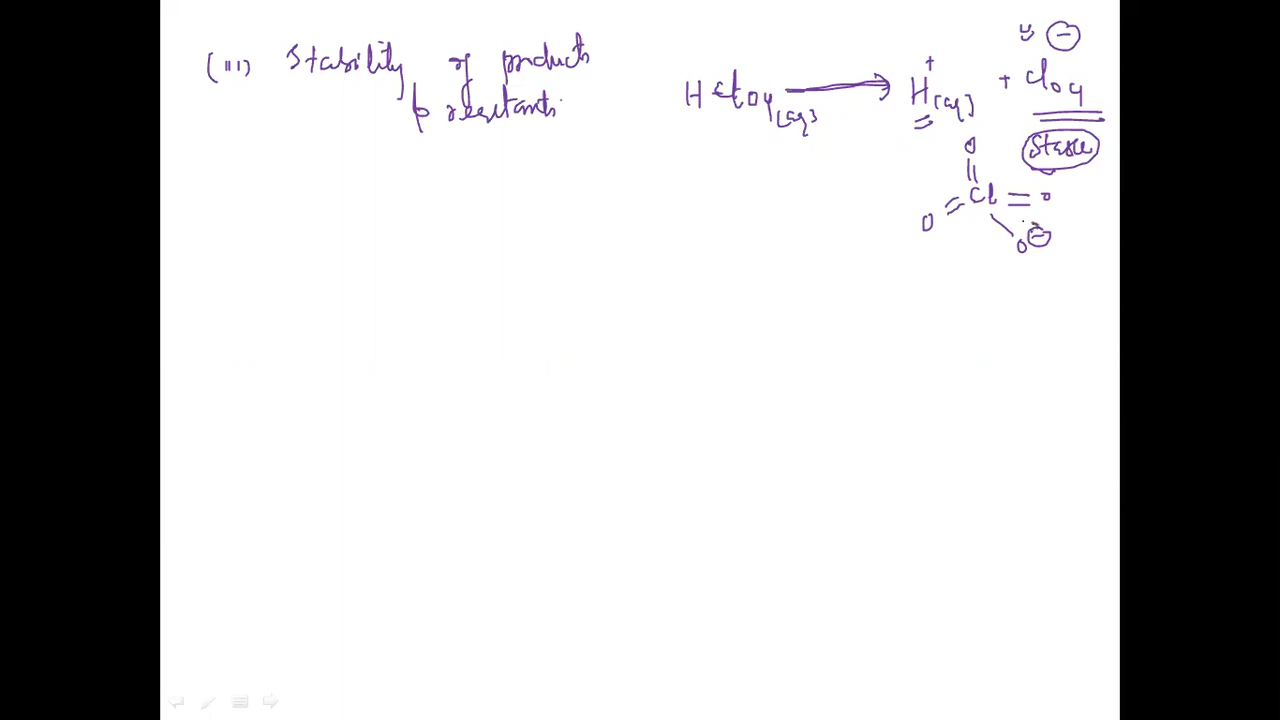 (iii) Stability of products
& reactants
HClO4(aq) ⟶ H+(aq) + ClO4 ⊖
Stable
O
O = Cl = O
O ⊖